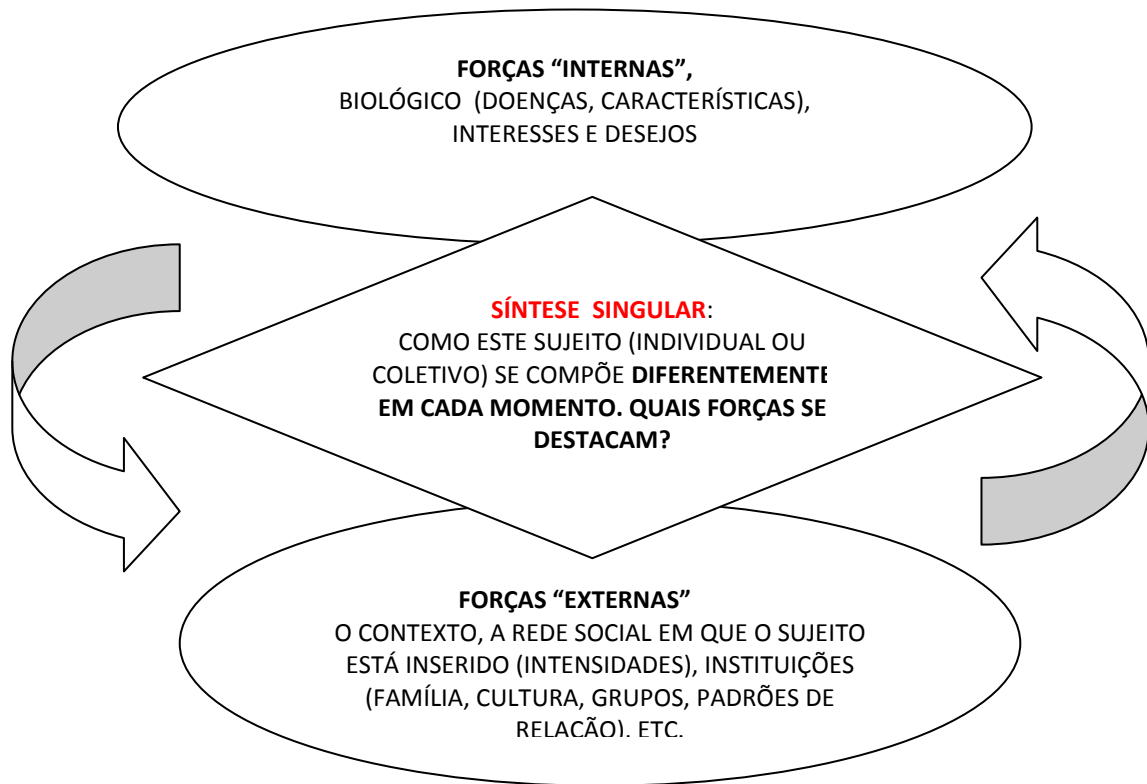 FORÇAS “INTERNAS”,
BIOLÓGICO (DOENÇAS, CARACTERÍSTICAS),
INTERESSES E DESEJOS
SÍNTESE SINGULAR:
COMO ESTE SUJEITO (INDIVIDUAL OU
COLETIVO) SE COMPÕE DIFERENTEMENTE
EM CADA MOMENTO. QUAIS FORÇAS SE
DESTACAM?
FORÇAS “EXTERNAS”
O CONTEXTO, A REDE SOCIAL EM QUE O SUJEITO
ESTÁ INSERIDO (INTENSIDADES), INSTITUIÇÕES
(FAMÍLIA, CULTURA, GRUPOS, PADRÕES DE
RELAÇÃO), ETC.